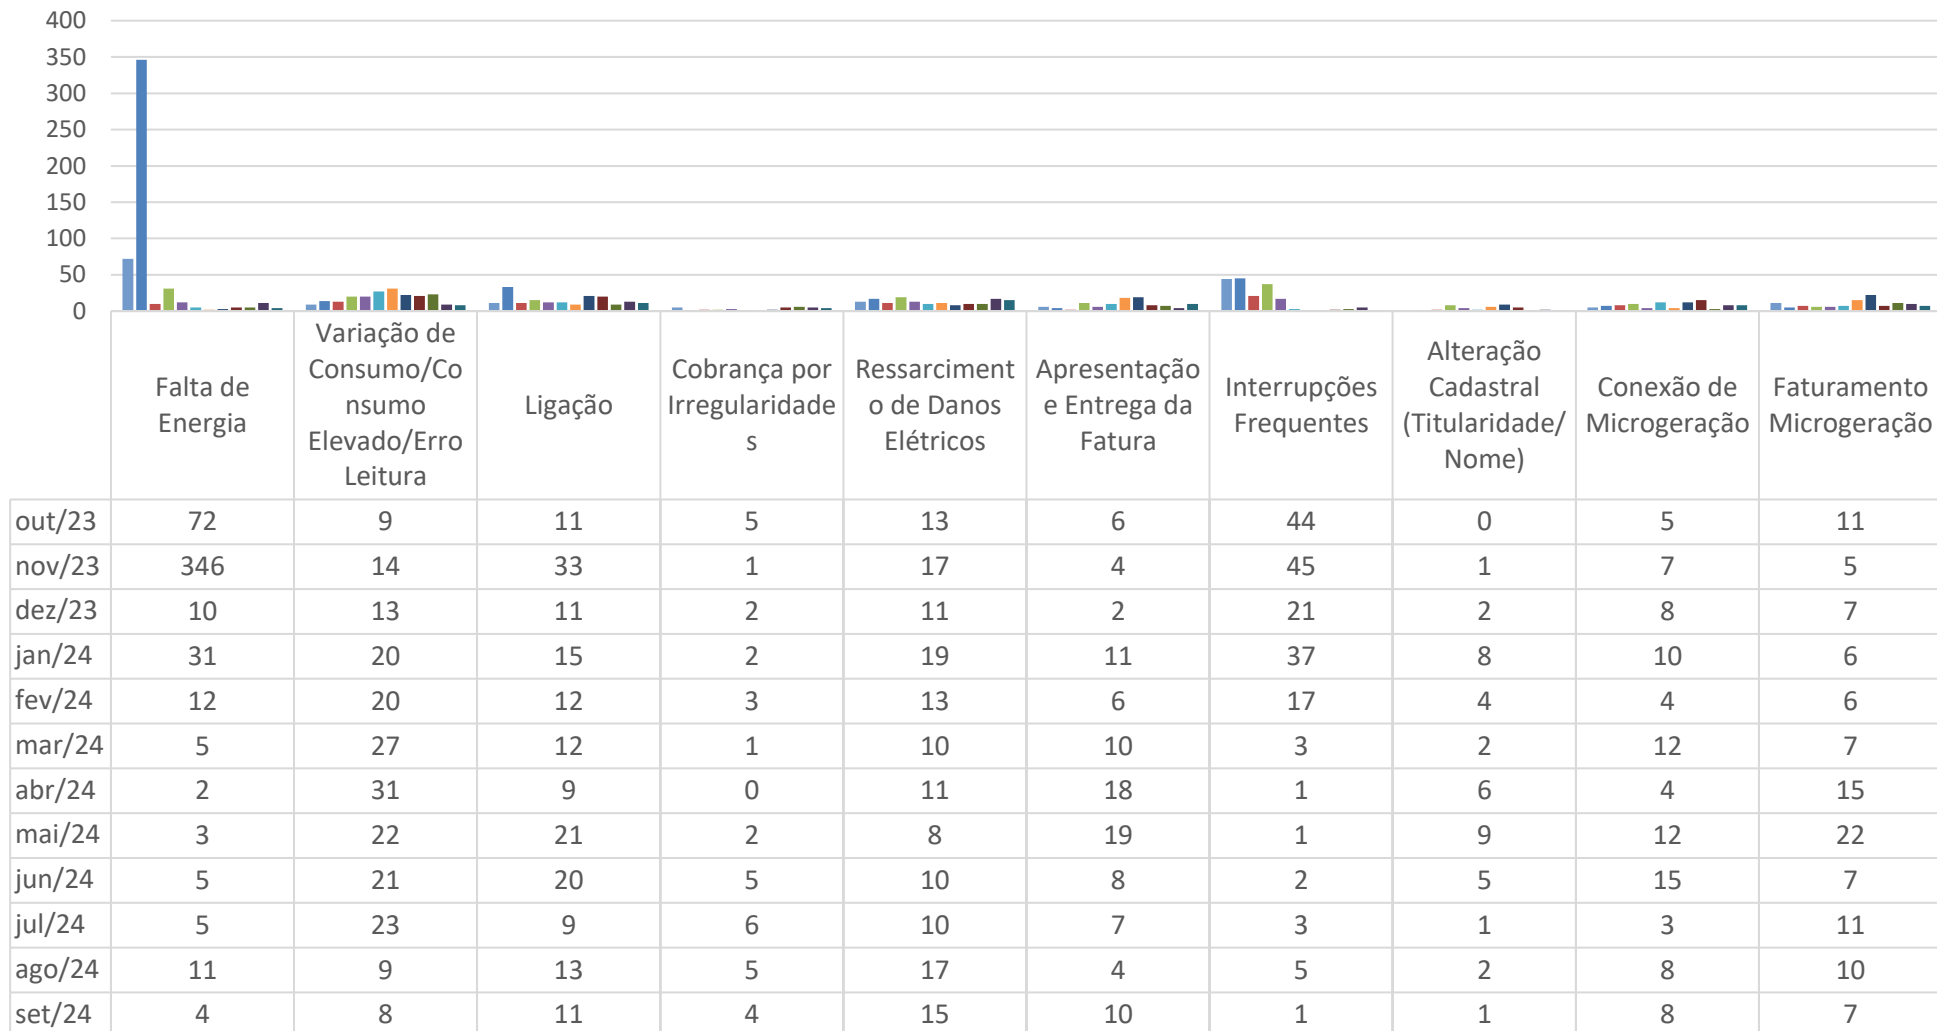 400
350
300
250
200
150
100
50
0
Falta de
Energia
Variação de
Consumo/Co
nsumo
Elevado/Erro
Leitura
Ligação
Cobrança por
Irregularidade
s
Ressarciment
o de Danos
Elétricos
Apresentação
e Entrega da
Fatura
Interrupções
Frequentes
Alteração
Cadastral
(Titularidade/
Nome)
Conexão de
Microgeração
Faturamento
Microgeração
out/23 72 9 11 5 13 6 44 0 5 11
nov/23 346 14 33 1 17 4 45 1 7 5
dez/23 10 13 11 2 11 2 21 2 8 7
jan/24 31 20 15 2 19 11 37 8 10 6
fev/24 12 20 12 3 13 6 17 4 4 6
mar/24 5 27 12 1 10 10 3 2 12 7
abr/24 2 31 9 0 11 18 1 6 4 15
mai/24 3 22 21 2 8 19 1 9 12 22
jun/24 5 21 20 5 10 8 2 5 15 7
jul/24 5 23 9 6 10 7 3 1 3 11
ago/24 11 9 13 5 17 4 5 2 8 10
set/24 4 8 11 4 15 10 1 1 8 7